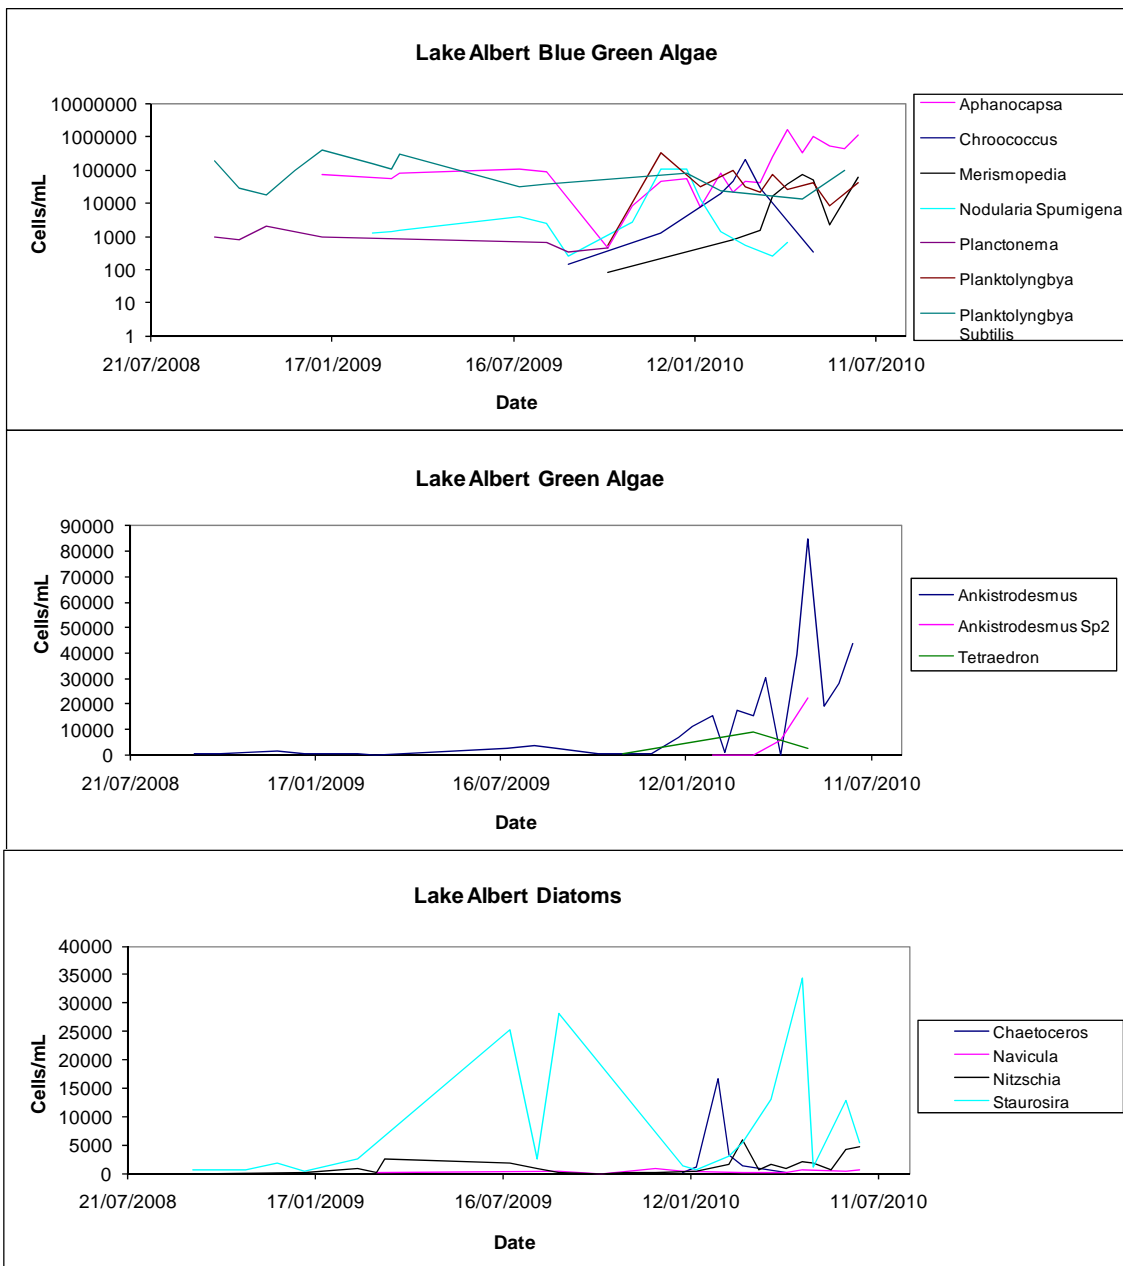 Lake Albert Blue Green Algae
10000000
1000000
100000
10000
1000
100
10
1
Cells/mL
21/07/2008 17/01/2009 16/07/2009 12/01/2010 11/07/2010
Date
Aphanocapsa
Chroococcus
Merismopedia
Nodularia Spumigena
Planctonema
Planktolyngbya
Planktolyngbya
Subtilis
Lake Albert Green Algae
90000
80000
70000
60000
50000
40000
30000
20000
10000
0
Cells/mL
21/07/2008 17/01/2009 16/07/2009 12/01/2010 11/07/2010
Date
Ankistrodesmus
Ankistrodesmus Sp2
Tetraedron
Lake Albert Diatoms
40000
35000
30000
25000
20000
15000
10000
5000
0
Cells/mL
21/07/2008 17/01/2009 16/07/2009 12/01/2010 11/07/2010
Date
Chaetoceros
Navicula
Nitzschia
Staurosira